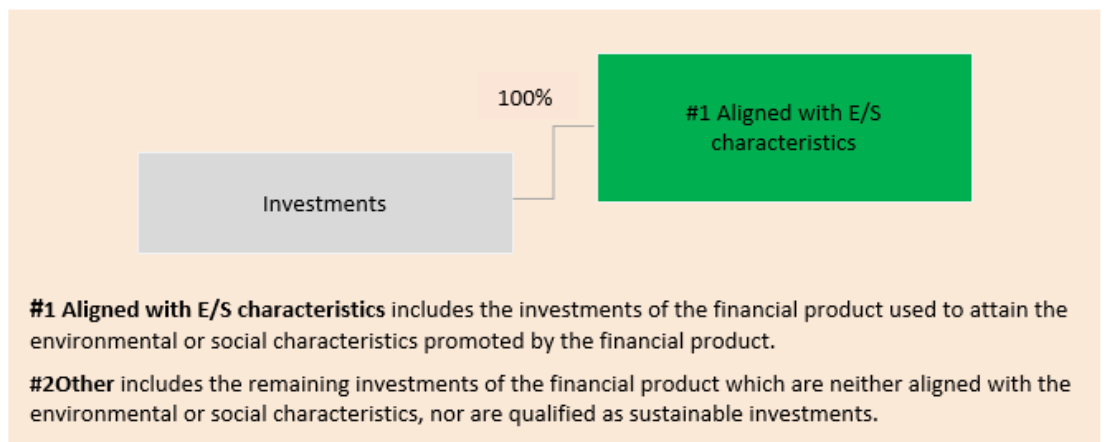 100%
#1 Aligned with E/S
characteristics
Investments
#1 Aligned with E/S characteristics includes the investments of the financial product used to attain the
environmental or social characteristics promoted by the financial product.
#2Other includes the remaining investments of the financial product which are neither aligned with the
environmental or social characteristics, nor are qualified as sustainable investments.